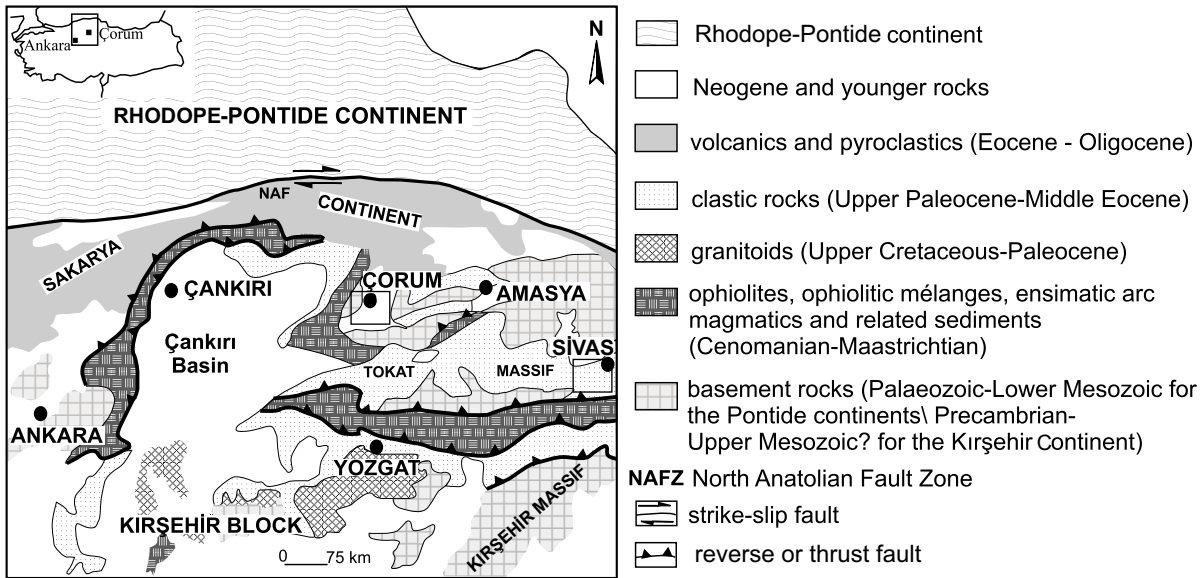 Ankara
Çorum
N
RHODOPE-PONTIDE CONTINENT
NAF
CONTINENT
SAKARYA
ÇANKIRI
ÇORUM
AMASYA
Çankırı
Basin
SİVAS
TOKAT
MASSIF
ANKARA
YOZGAT
KIRŞEHİR BLOCK
KIRŞEHİR MASSIF
0
75 km
Rhodope-Pontide continent
Neogene and younger rocks
volcanics and pyroclastics (Eocene - Oligocene)
clastic rocks (Upper Paleocene-Middle Eocene)
granitoids (Upper Cretaceous-Paleocene)
ophiolites, ophiolitic mélanges, ensimatic arc
magmatics and related sediments
(Cenomanian-Maastrichtian)
basement rocks (Palaeozoic-Lower Mesozoic for
the Pontide continents\ Precambrian-
Upper Mesozoic? for the Kırşehir Continent)
NAFZ North Anatolian Fault Zone
strike-slip fault
reverse or thrust fault